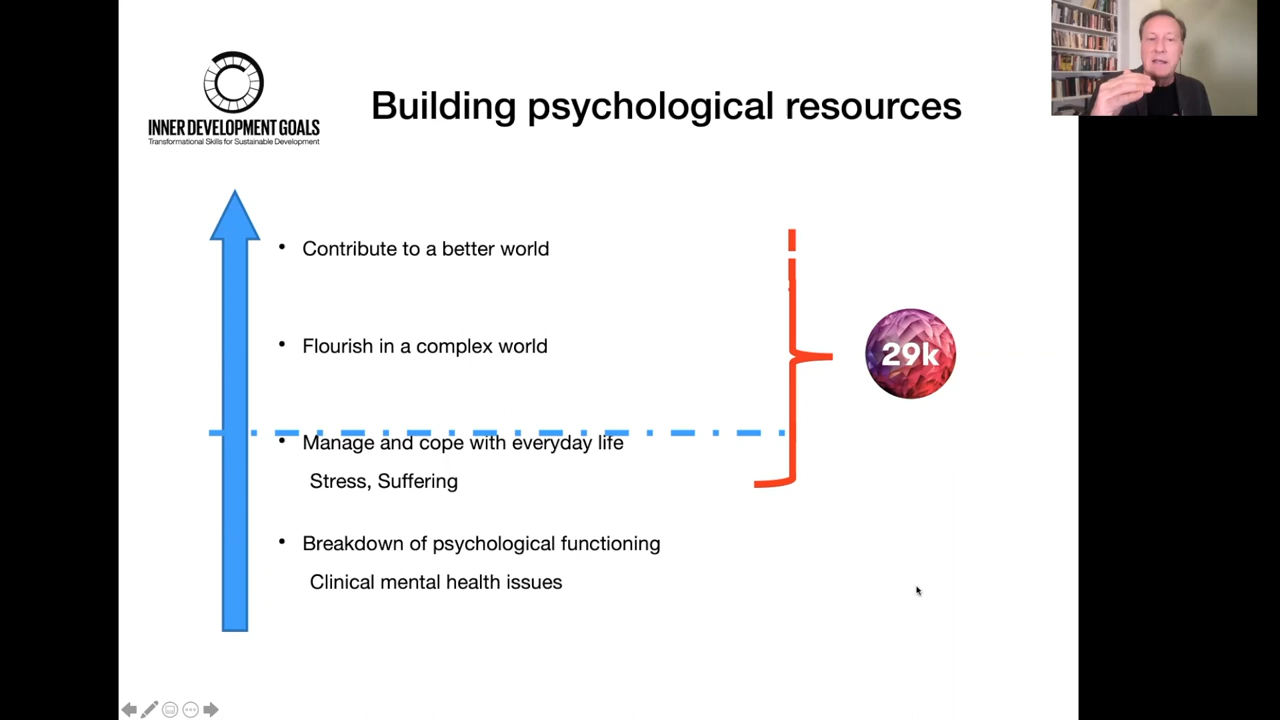 INNER DEVELOPMENT GOALS
Transformational Skills for Sustainable Development
Building psychological resources
• Contribute to a better world
• Flourish in a complex world
29k
• Manage and cope with everyday life
Stress, Suffering
• Breakdown of psychological functioning
Clinical mental health issues